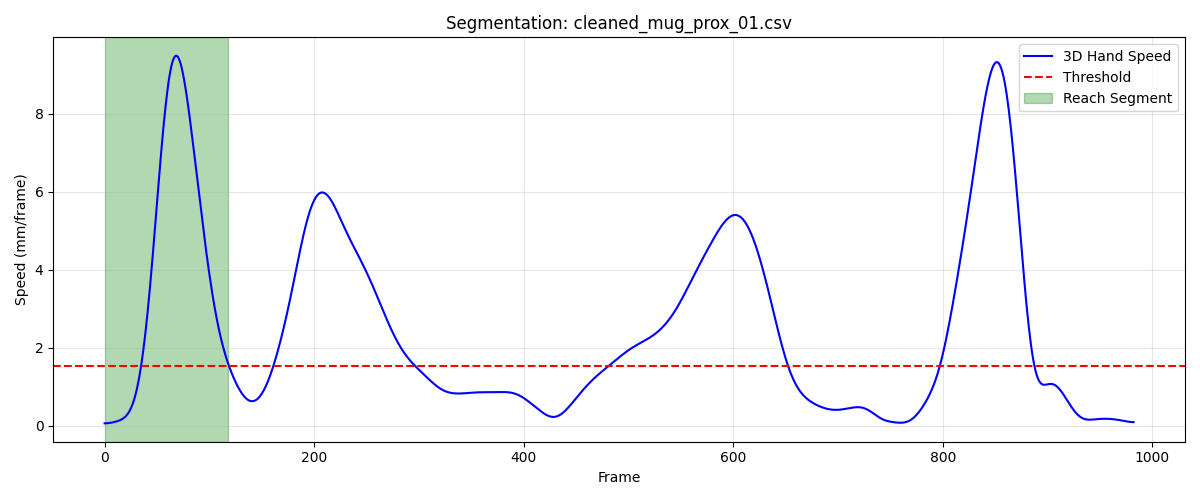 Segmentation: cleaned_mug_prox_01.csv
3D Hand Speed
Threshold
Reach Segment
Speed (mm/frame)
8
6
4
2
0
0 200 400 600 800 1000
Frame